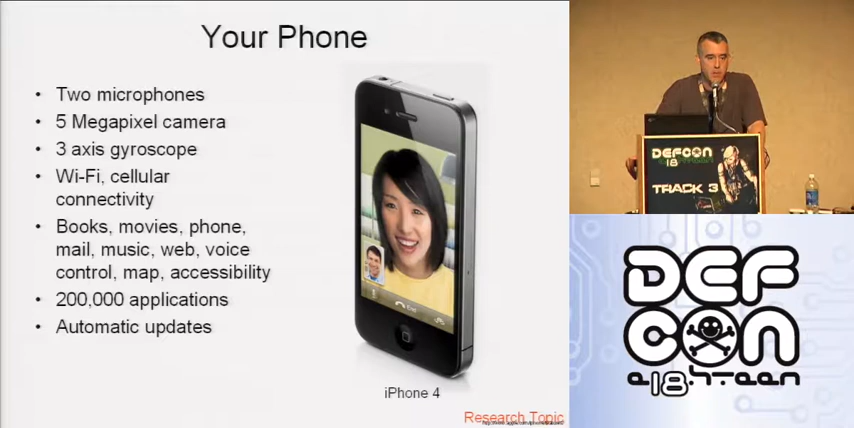 Your Phone
• Two microphones
• 5 Megapixel camera
• 3 axis gyroscope
• Wi-Fi, cellular
connectivity
• Books, movies, phone,
mail, music, web, voice
control, map, accessibility
• 200,000 applications
• Automatic updates
End
iPhone 4
Research Topic
DEFCON
18
TRACK 3
DEF
CON
e18hteen